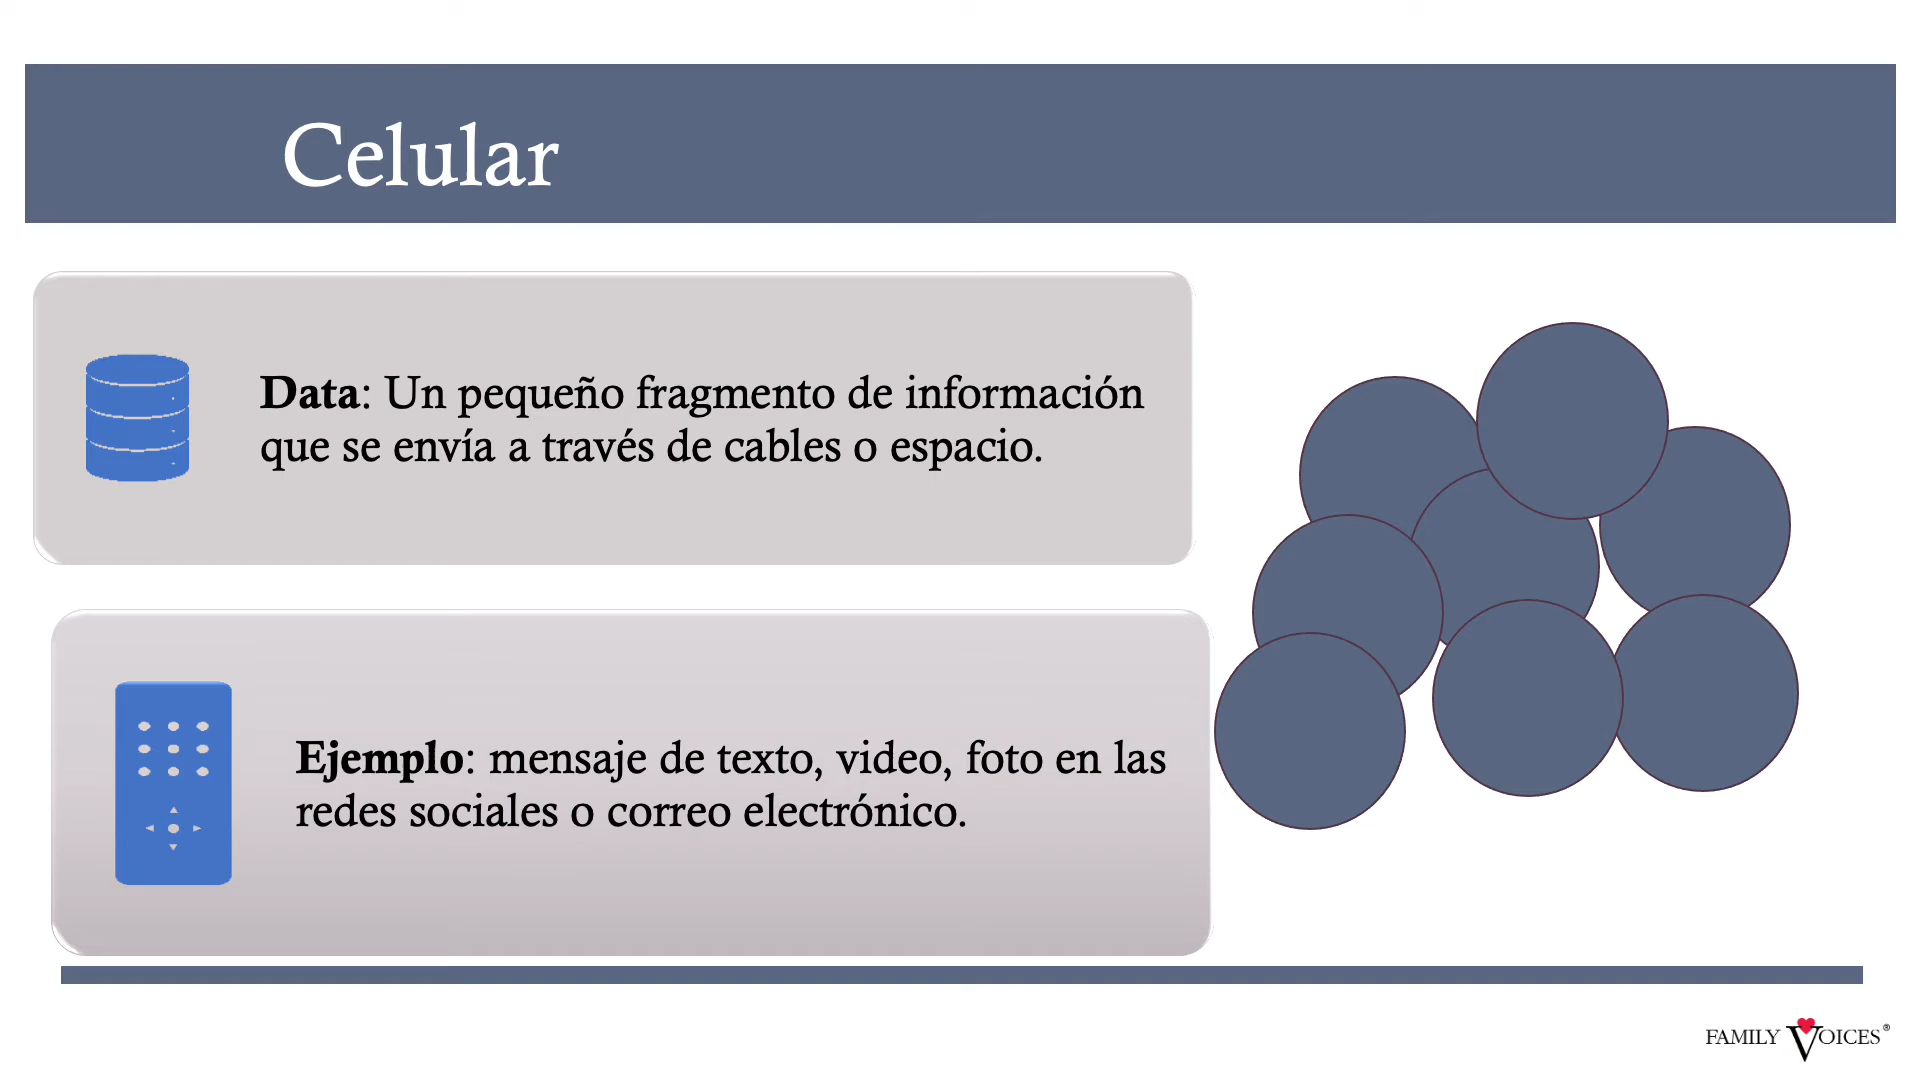 Celular
Data: Un pequeño fragmento de información
que se envía a través de cables o espacio.
Ejemplo: mensaje de texto, video, foto en las
redes sociales o correo electrónico.
FAMILY VOICES®